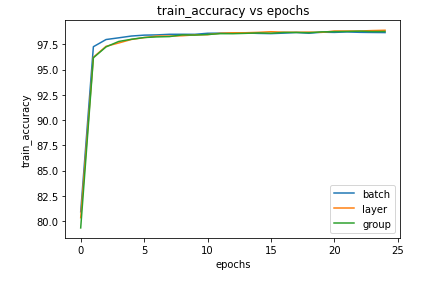 train_accuracy vs epochs
train_accuracy
97.5
95.0
92.5
90.0
87.5
85.0
82.5
80.0
batch
layer
group
0 5 10 15 20 25
epochs